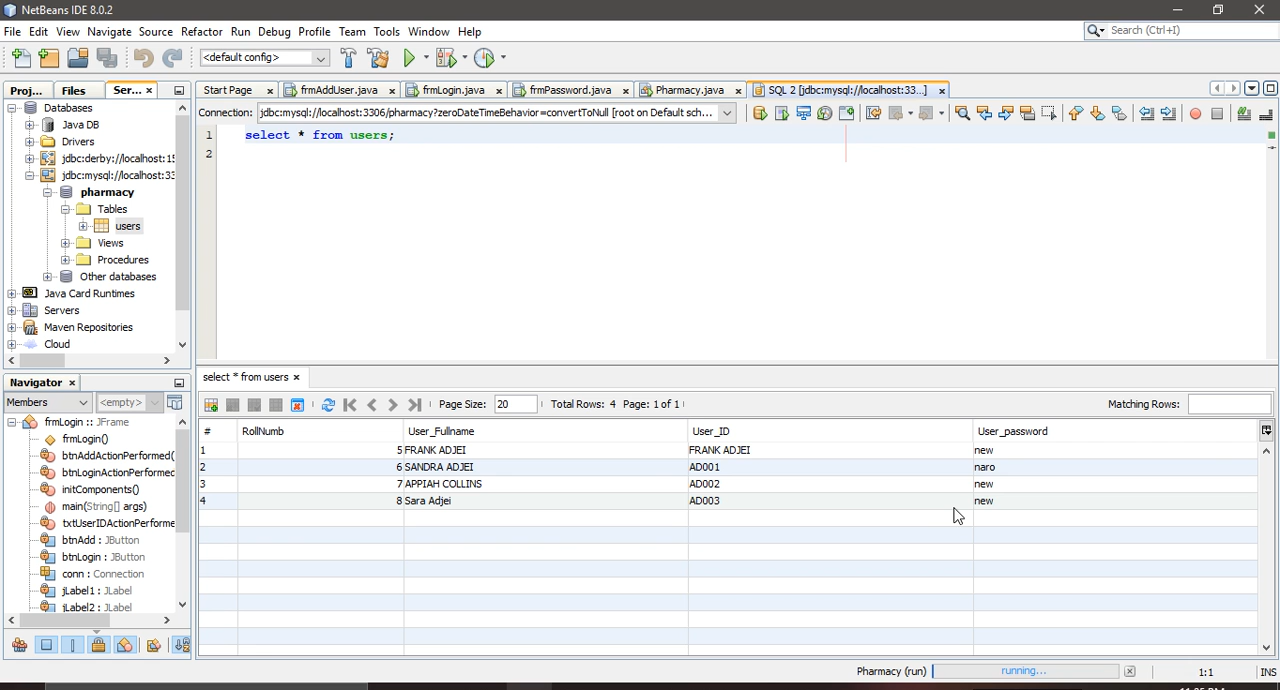 NetBeans IDE 8.0.2
File Edit View Navigate Source Refactor Run Debug Profile Team Tools Window Help
Search (Ctrl+I)
<default config>
Proj... Files Ser...
Start Page frmAddUser.java frmLogin.java frmPassword.java Pharmacy.java SQL 2 [jdbc:mysql://localhost:33...]
Connection: jdbc:mysql://localhost:3306/pharmacy?zeroDateTimeBehavior=convertToNull [root on Default sch...
Databases
Java DB
Drivers
jdbc:derby://localhost:15
jdbc:mysql://localhost:33
pharmacy
Tables
users
Views
Procedures
Other databases
Java Card Runtimes
Servers
Maven Repositories
Cloud
1 select * from users;
2
Navigator
Members <empty>
frmLogin :: JFrame
frmLogin()
btnAddActionPerformed(
btnLoginActionPerformed
initComponents()
main(String[] args)
txtUserIDActionPerforme
btnAdd : JButton
btnLogin : JButton
conn : Connection
jLabel1 : JLabel
jLabel2 : JLabel
select * from users
Page Size: 20 Total Rows: 4 Page: 1 of 1 Matching Rows:
# RollNumb User_Fullname User_ID User_password
1 5 FRANK ADJEI FRANK ADJEI new
2 6 SANDRA ADJEI AD001 naro
3 7 APPIAH COLLINS AD002 new
4 8 Sara Adjei AD003 new
Pharmacy (run) running... 1:1 INS